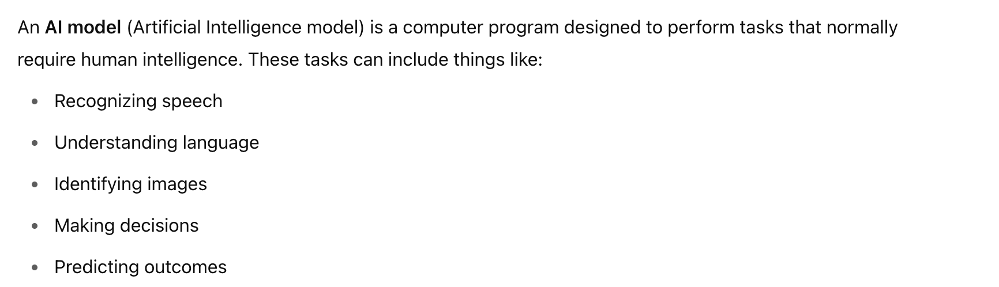 An AI model (Artificial Intelligence model) is a computer program designed to perform tasks that normally
require human intelligence. These tasks can include things like:
• Recognizing speech
• Understanding language
• Identifying images
• Making decisions
• Predicting outcomes